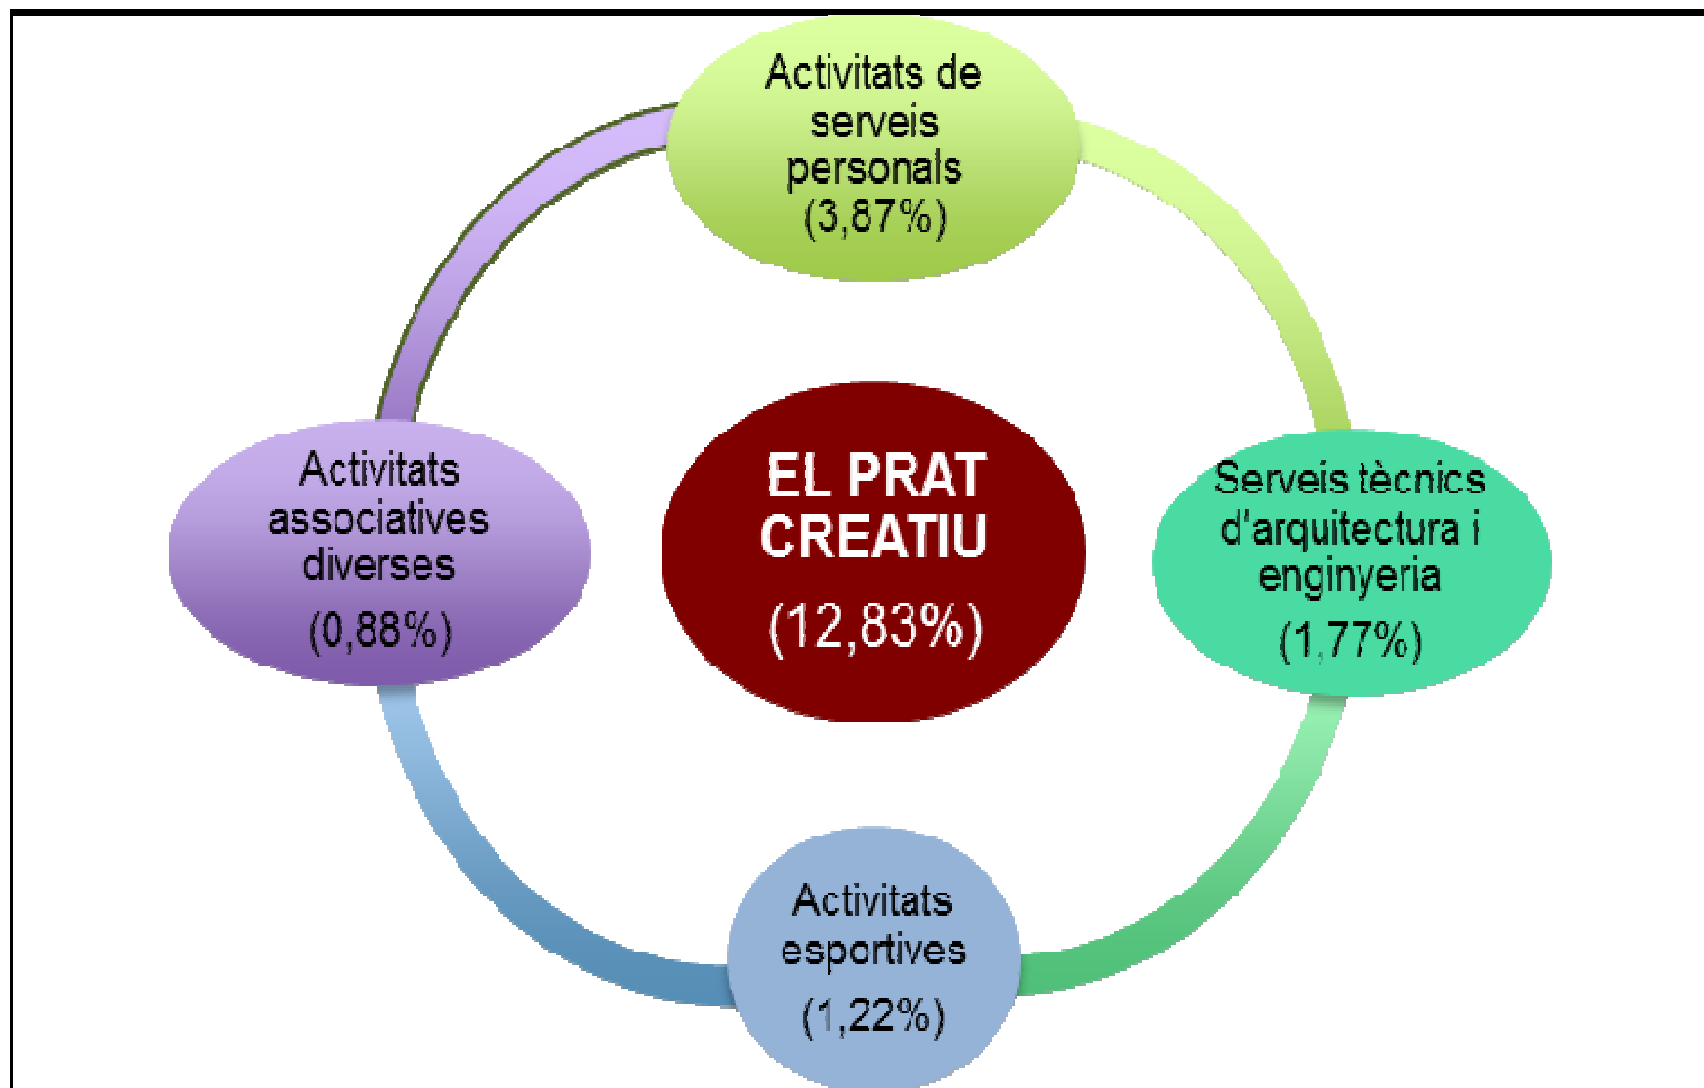 Activitats de
serveis
personals
(3,87%)
Activitats
associatives
diverses
(0,88%)
EL PRAT
CREATIU
(12,83%)
Serveis tècnics
d'arquitectura i
enginyeria
(1,77%)
Activitats
esportives
(1,22%)